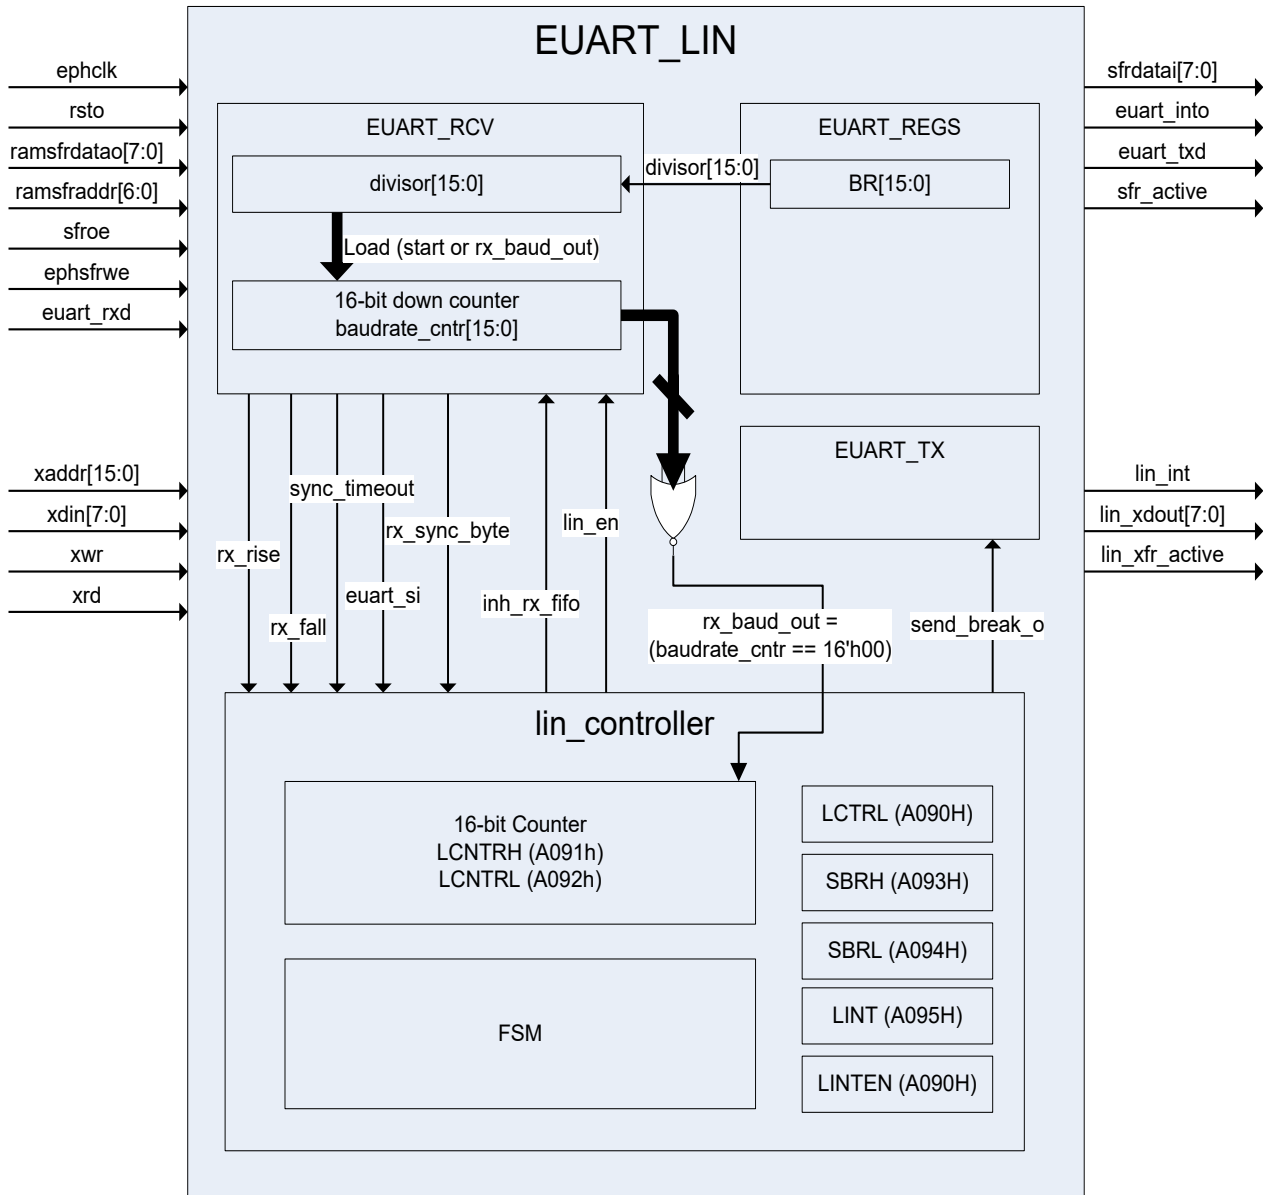 EUART_LIN
ephclk
rsto
ramsfrdatao[7:0]
ramsfraddr[6:0]
sfroe
ephsfrwe
euart_rxd
xaddr[15:0]
xdin[7:0]
xwr
xrd
EUART_RCV
divisor[15:0]
Load (start or rx_baud_out)
16-bit down counter
baudrate_cntr[15:0]
divisor[15:0]
EUART_REGS
BR[15:0]
EUART_TX
sfrdatai[7:0]
euart_into
euart_txd
sfr_active
lin_int
lin_xdout[7:0]
lin_xfr_active
rx_rise
rx_fall
sync_timeout
euart_si
rx_sync_byte
inh_rx_fifo
lin_en
rx_baud_out =
(baudrate_cntr == 16'h00)
send_break_o
lin_controller
16-bit Counter
LCNTRH (A091h)
LCNTRL (A092h)
FSM
LCTRL (A090H)
SBRH (A093H)
SBRL (A094H)
LINT (A095H)
LINTEN (A090H)